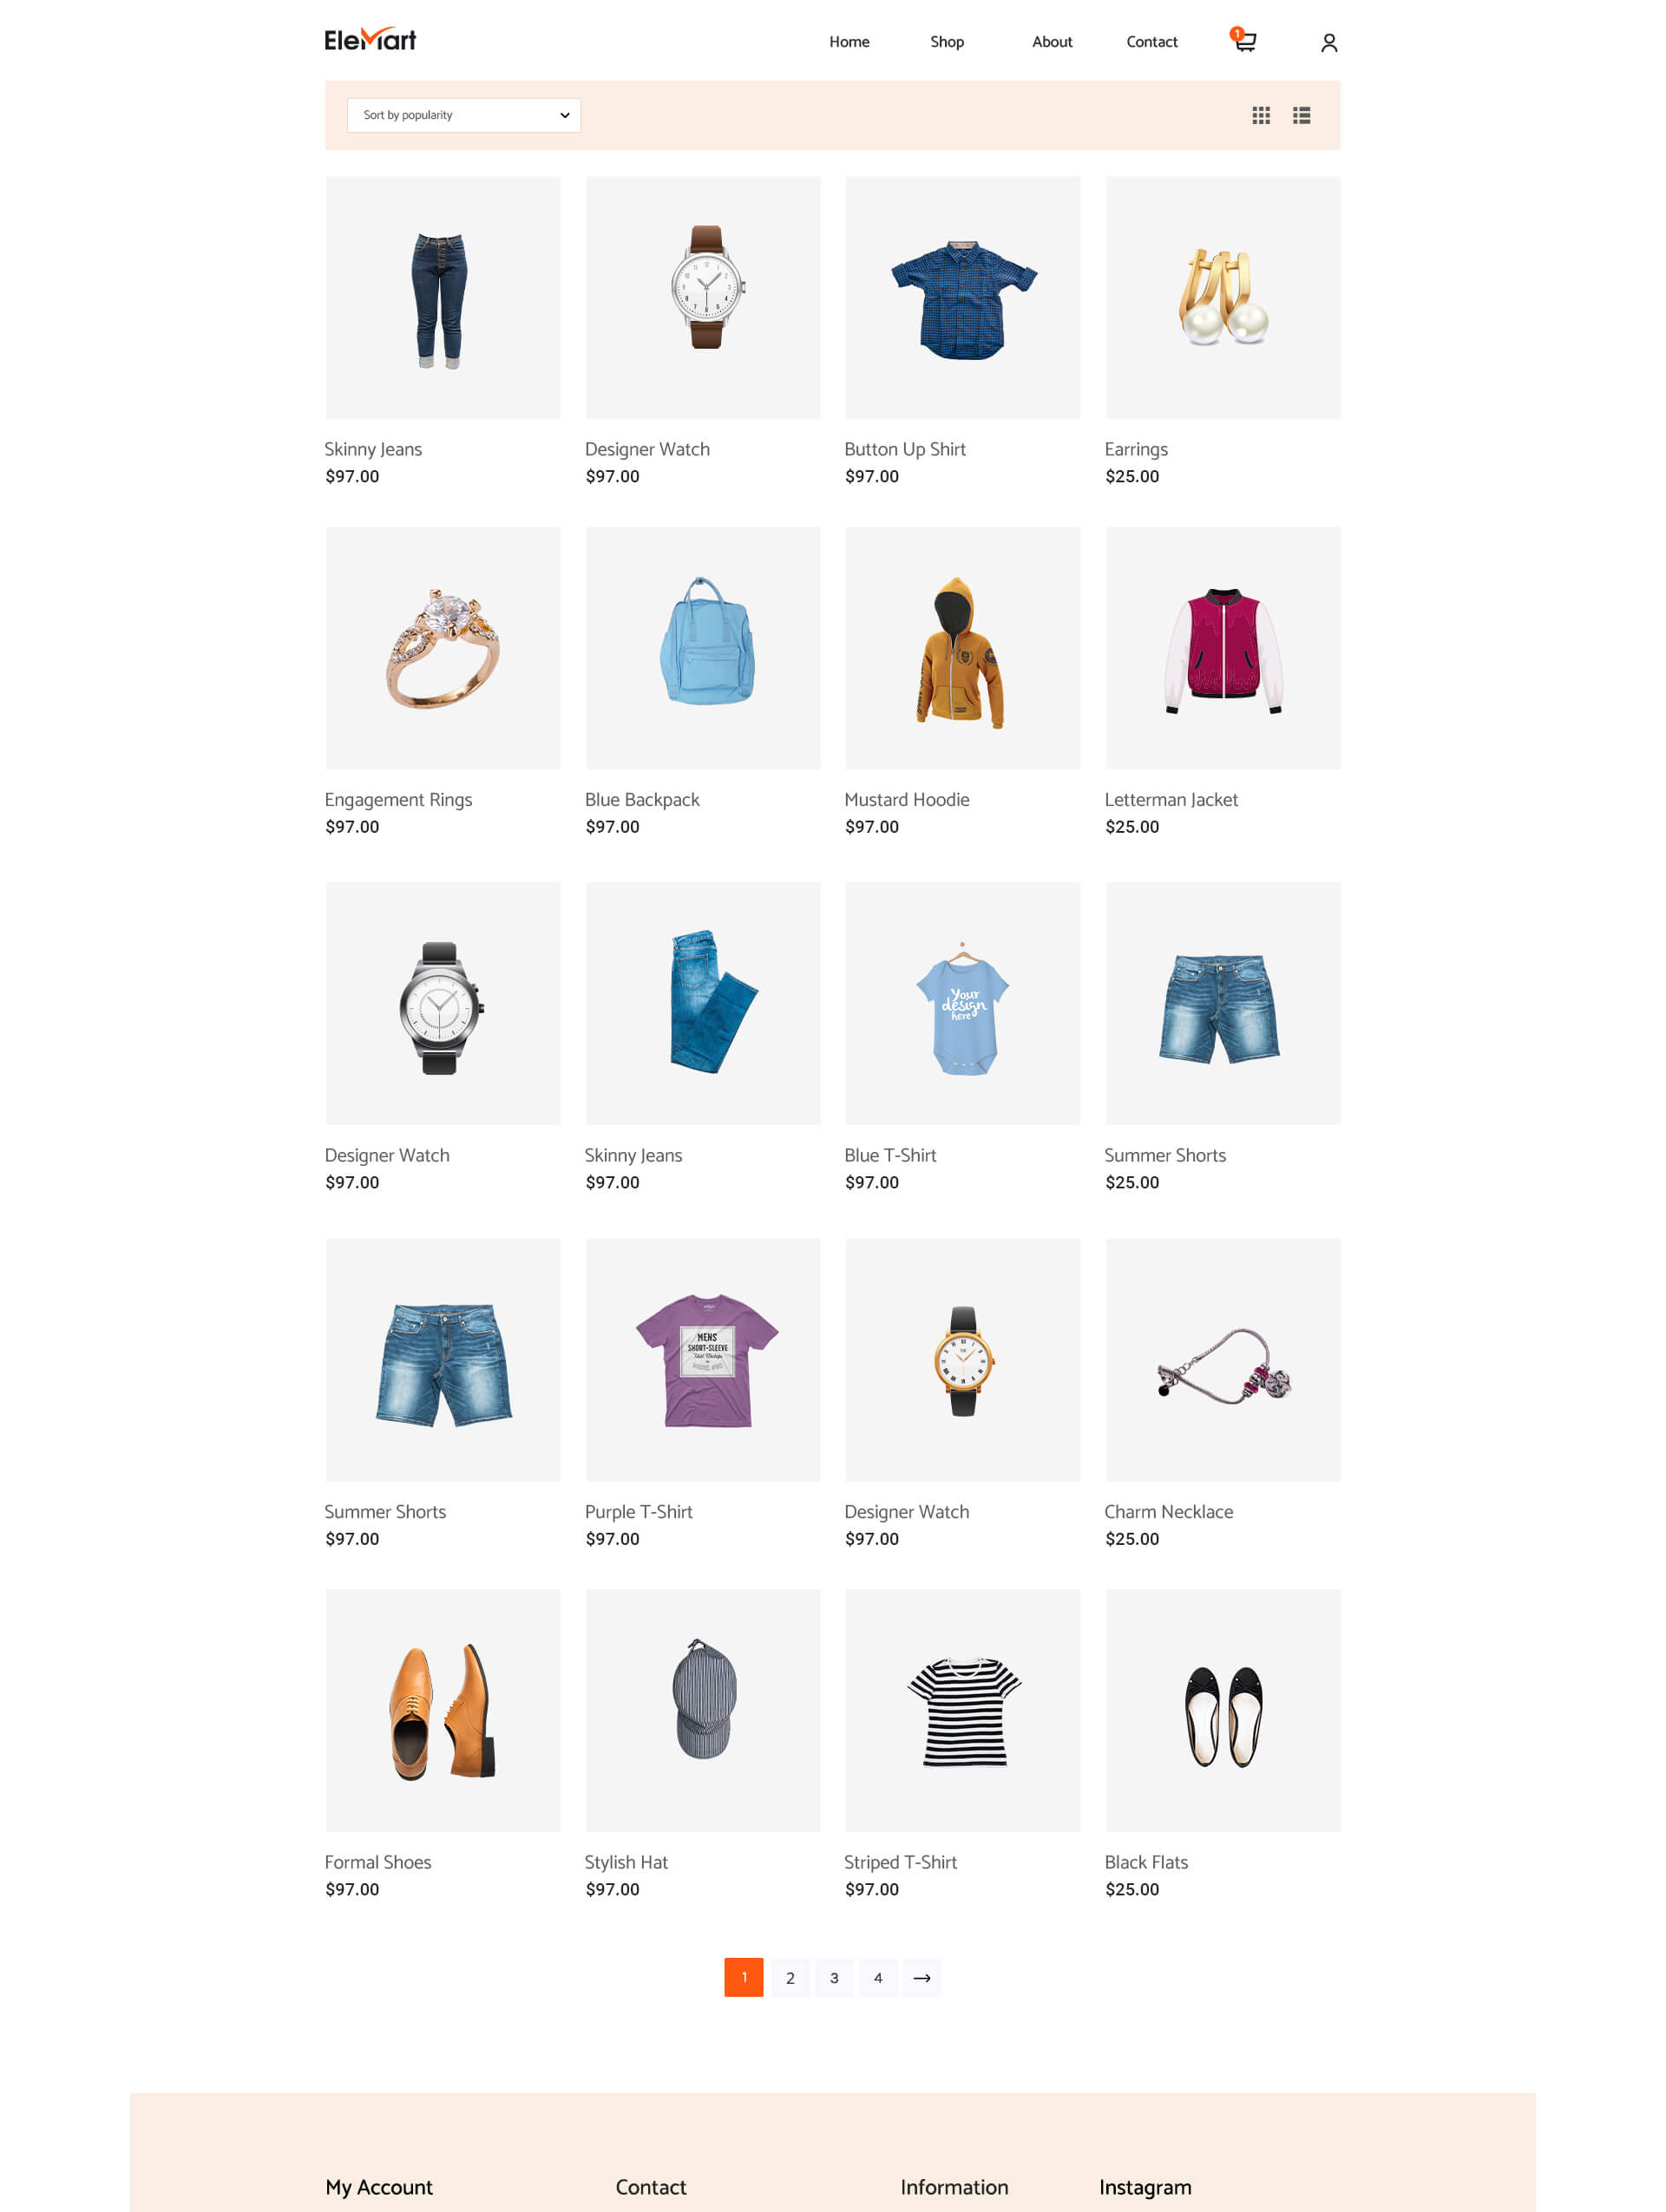 EleMart
Home Shop About Contact 1
Sort by popularity
Skinny Jeans Designer Watch Button Up Shirt Earrings
$97.00 $97.00 $97.00 $25.00
Engagement Rings Blue Backpack Mustard Hoodie Letterman Jacket
$97.00 $97.00 $97.00 $25.00
Your
design
here
Designer Watch Skinny Jeans Blue T-Shirt Summer Shorts
$97.00 $97.00 $97.00 $25.00
MENS
SHORT-SLEEVE
Summer Shorts Purple T-Shirt Designer Watch Charm Necklace
$97.00 $97.00 $97.00 $25.00
Formal Shoes Stylish Hat Striped T-Shirt Black Flats
$97.00 $97.00 $97.00 $25.00
1 2 3 4 →
My Account Contact Information Instagram